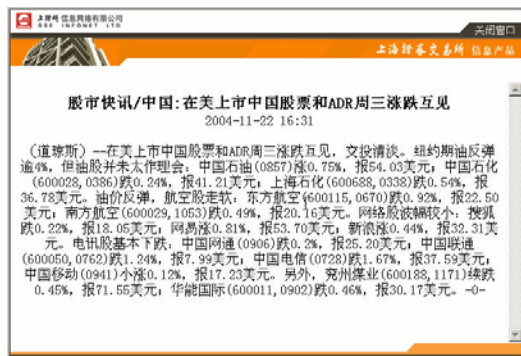 上证所 信息网络有限公司
SSE INFONET LTD
关闭窗口
上海证券交易所 信息产品
股市快讯/中国:在美上市中国股票和ADR周三涨跌互见
2004-11-22 16:31
(道琼斯)--在美上市中国股票和ADR周三涨跌互见，交投清淡。纽约期油反弹
逾4%，但油股并未太作理会：中国石油(0857)涨0.75%，报54.03美元；中国石化
(600028,0386)跌0.24%，报41.21美元；上海石化(600688,0338)跌0.54%，报
36.78美元。油价反弹，航空股走软：东方航空(600115,0670)跌0.92%，报22.50
美元；南方航空(600029,1053)跌0.49%，报20.16美元。网络股波幅较小：搜狐
跌0.22%，报18.05美元；网易涨0.81%，报53.70美元；新浪涨0.44%，报32.31美
元。电讯股基本下跌：中国网通(0906)跌0.2%，报25.20美元；中国联通
(600050,0762)跌1.24%，报7.99美元；中国电信(0728)跌1.67%，报37.59美元；
中国移动(0941)小涨0.12%，报17.23美元。另外，兖州煤业(600188,1171)续跌
0.45%，报71.55美元；华能国际(600011,0902)跌0.46%，报30.17美元。-0-